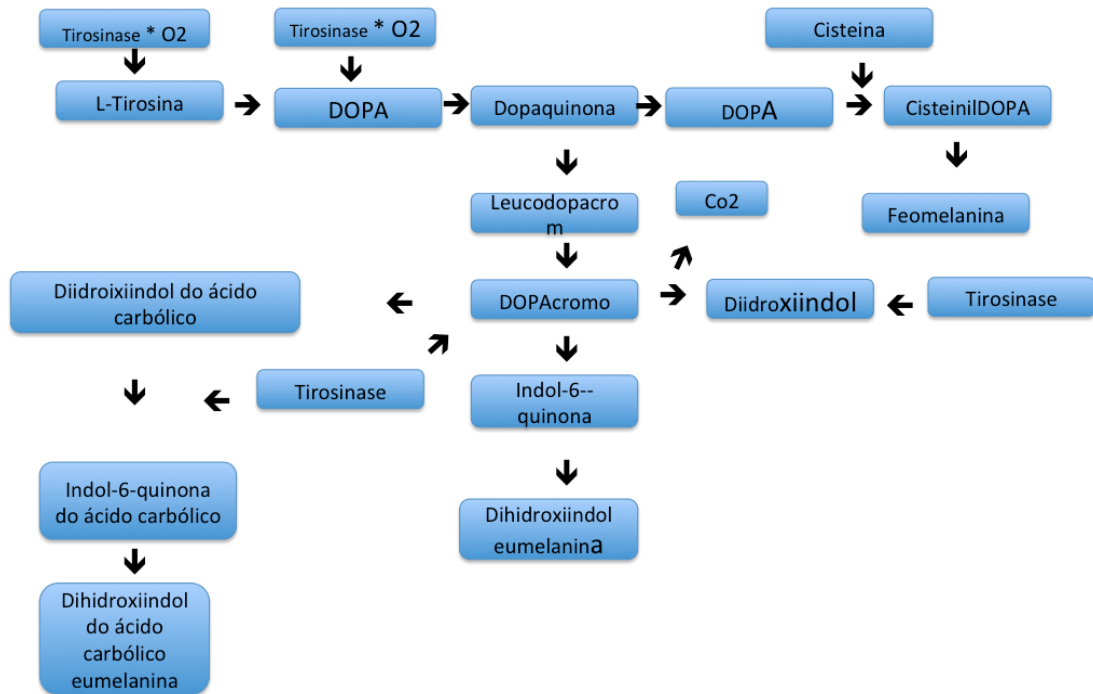 Tirosinase * O2
Tirosinase * O2
Cisteina
L-Tirosina
DOPA
Dopaquinona
DOPA
CisteinilDOPA
Leucodopacro
m
Co2
Feomelanina
Diidroixiindol do ácido
carbólico
DOPAcromo
Diidroxiindol
Tirosinase
Tirosinase
Indol-6--
quinona
Indol-6-quinona
do ácido carbólico
Dihidroxiindol
eumelanina
Dihidroxiindol
do ácido
carbólico
eumelanina